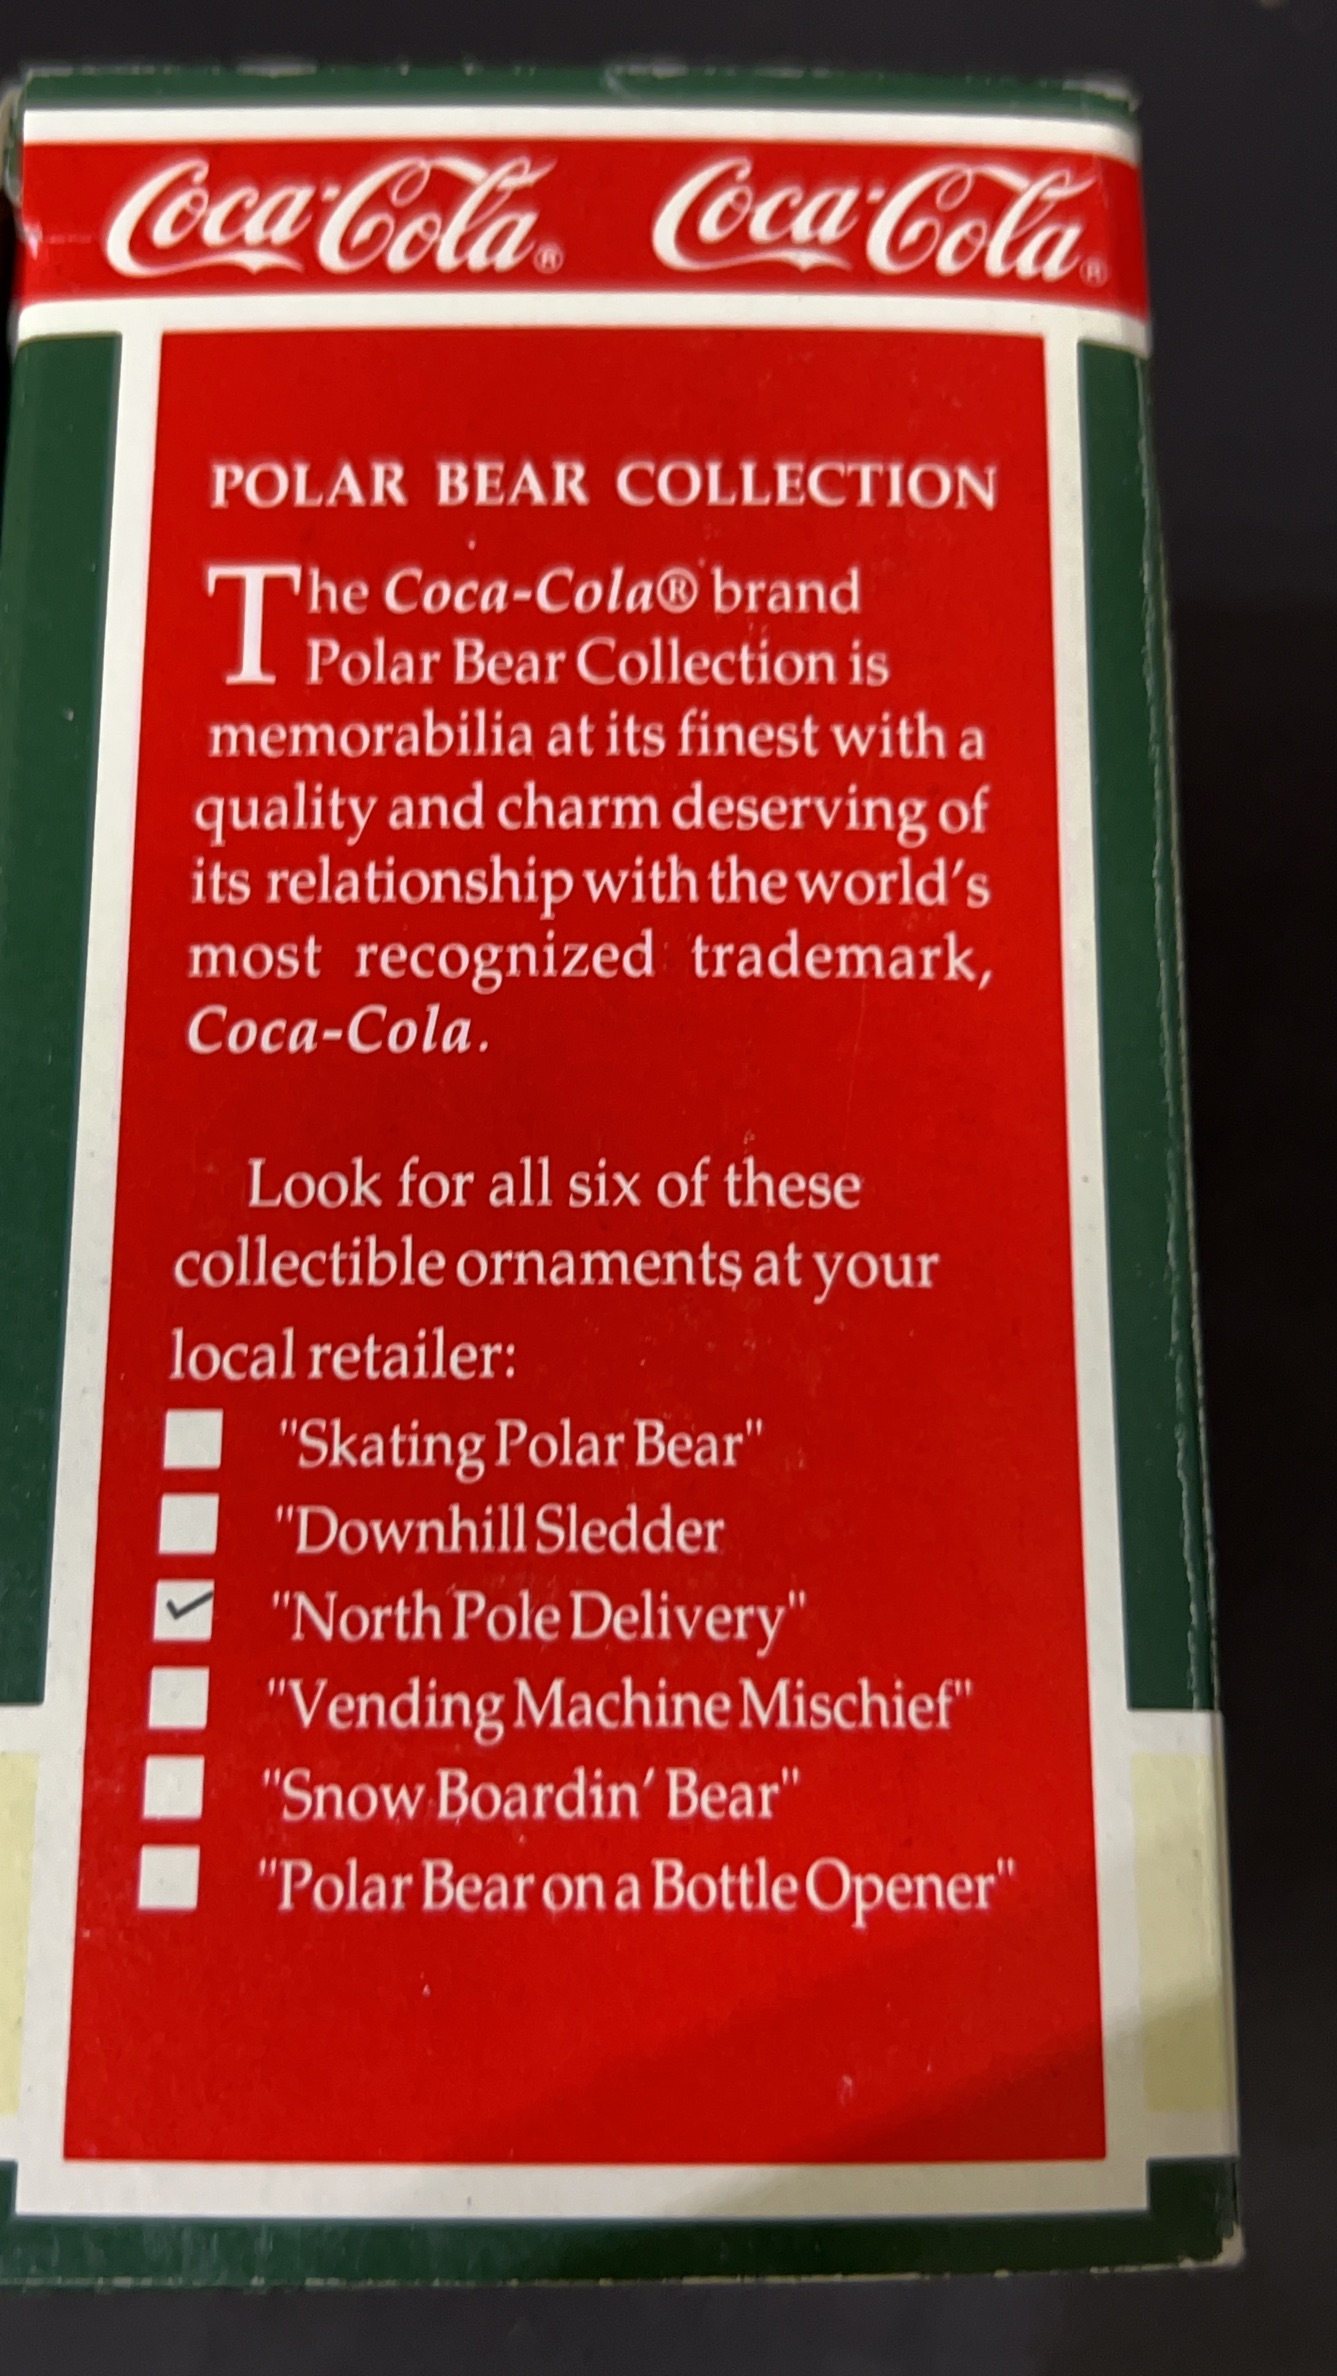 Coca-Cola® Coca-Cola®
POLAR BEAR COLLECTION
The Coca-Cola® brand
Polar Bear Collection is
memorabilia at its finest with a
quality and charm deserving of
its relationship with the world's
most recognized trademark,
Coca-Cola.
Look for all six of these
collectible ornaments at your
local retailer:
"Skating Polar Bear"
"Downhill Sledder
"North Pole Delivery"
"Vending Machine Mischief"
"Snow Boardin' Bear"
"Polar Bear on a Bottle Opener"